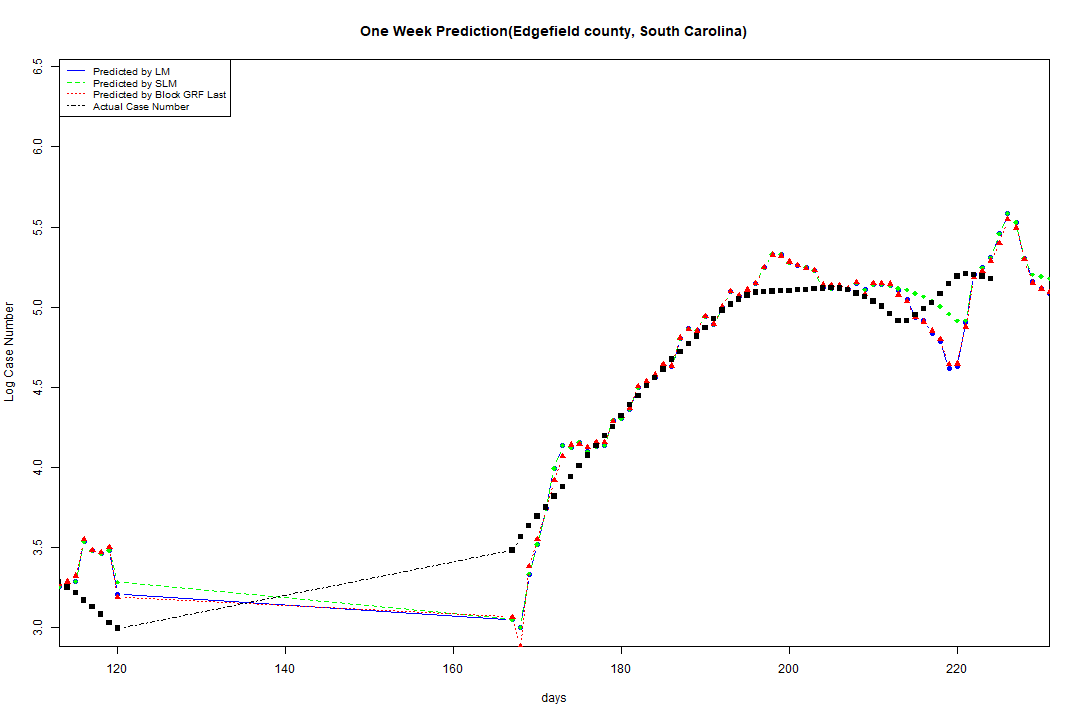 One Week Prediction(Edgefield county, South Carolina)
Predicted by LM
Predicted by SLM
Predicted by Block GRF Last
Actual Case Number
6.5
6.0
5.5
5.0
4.5
4.0
3.5
3.0
Log Case Number
120 140 160 180 200 220
days